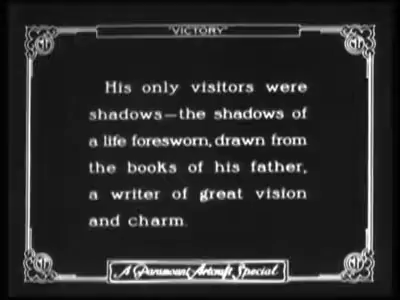 "VICTORY"
His only visitors were
shadows—the shadows of
a life foresworn, drawn from
the books of his father,
a writer of great vision
and charm.
A Paramount Artcraft Special